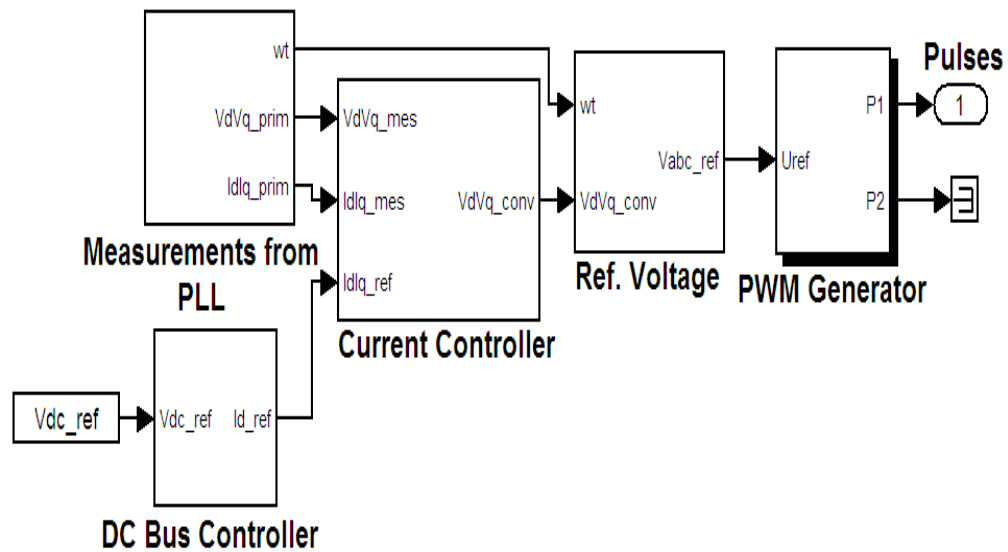 wt
VdVq_prim
IdIq_prim
Measurements from
PLL
VdVq_mes
IdIq_mes
IdIq_ref
VdVq_conv
Current Controller
wt
VdVq_conv
Vabc_ref
Ref. Voltage
Uref
P1
P2
PWM Generator
Pulses
1
Vdc_ref
Vdc_ref
Id_ref
DC Bus Controller